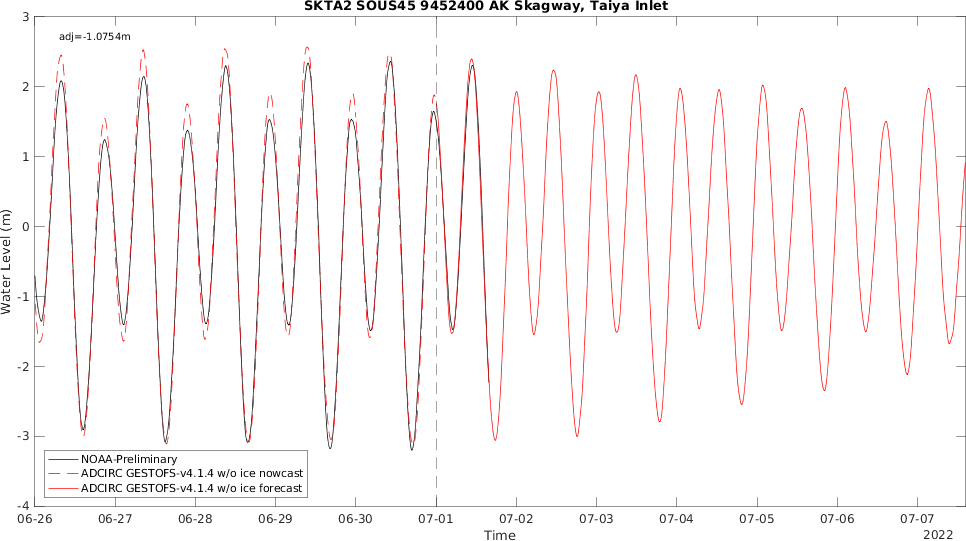 SKTA2 SOUS45 9452400 AK Skagway, Taiya Inlet
adj=-1.0754m
3
2
1
0
-1
-2
-3
-4
Water Level (m)
NOAA-Preliminary
ADCIRC GESTOFS-v4.1.4 w/o ice nowcast
ADCIRC GESTOFS-v4.1.4 w/o ice forecast
06-26 06-27 06-28 06-29 06-30 07-01 07-02 07-03 07-04 07-05 07-06 07-07
Time
2022